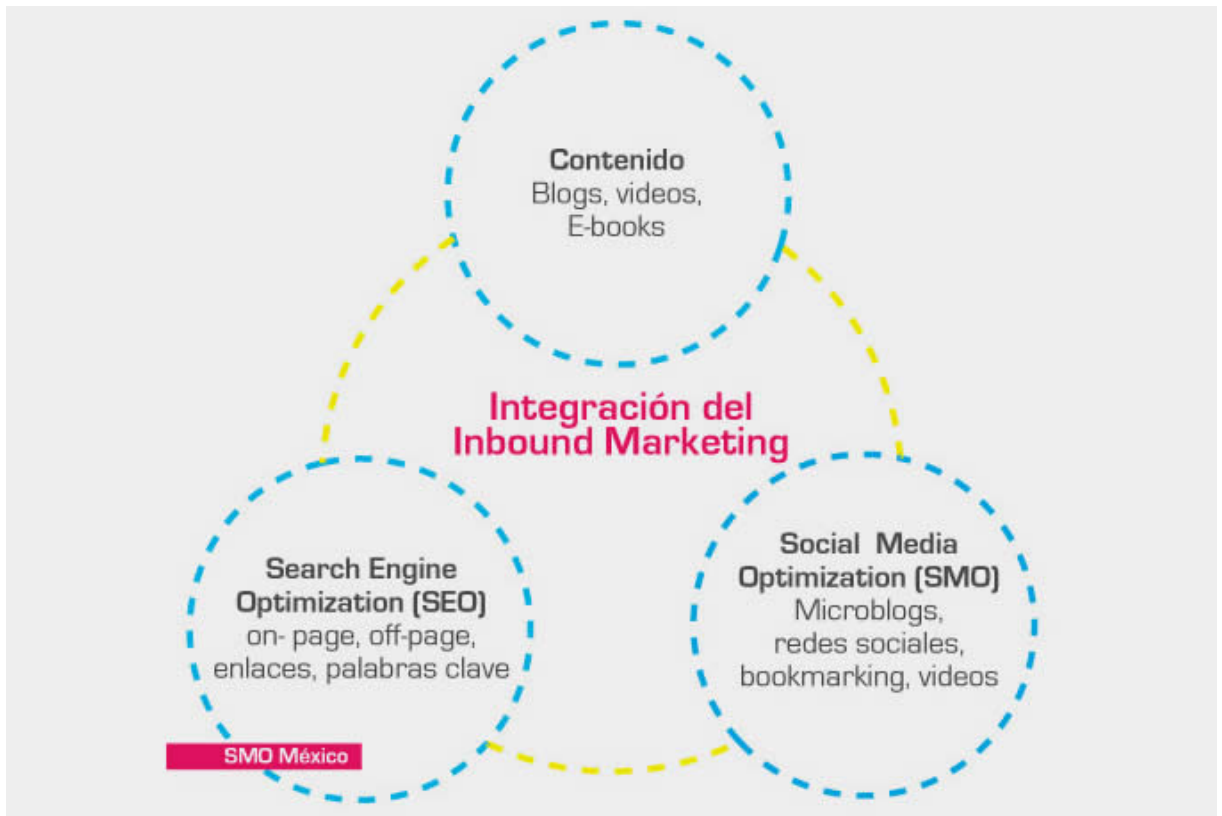 Contenido
Blogs, videos,
E-books
Integración del
Inbound Marketing
Search Engine
Optimization (SEO)
on- page, off-page,
enlaces, palabras clave
Social Media
Optimization (SMO)
Microblogs,
redes sociales,
bookmarking, videos
SMO México